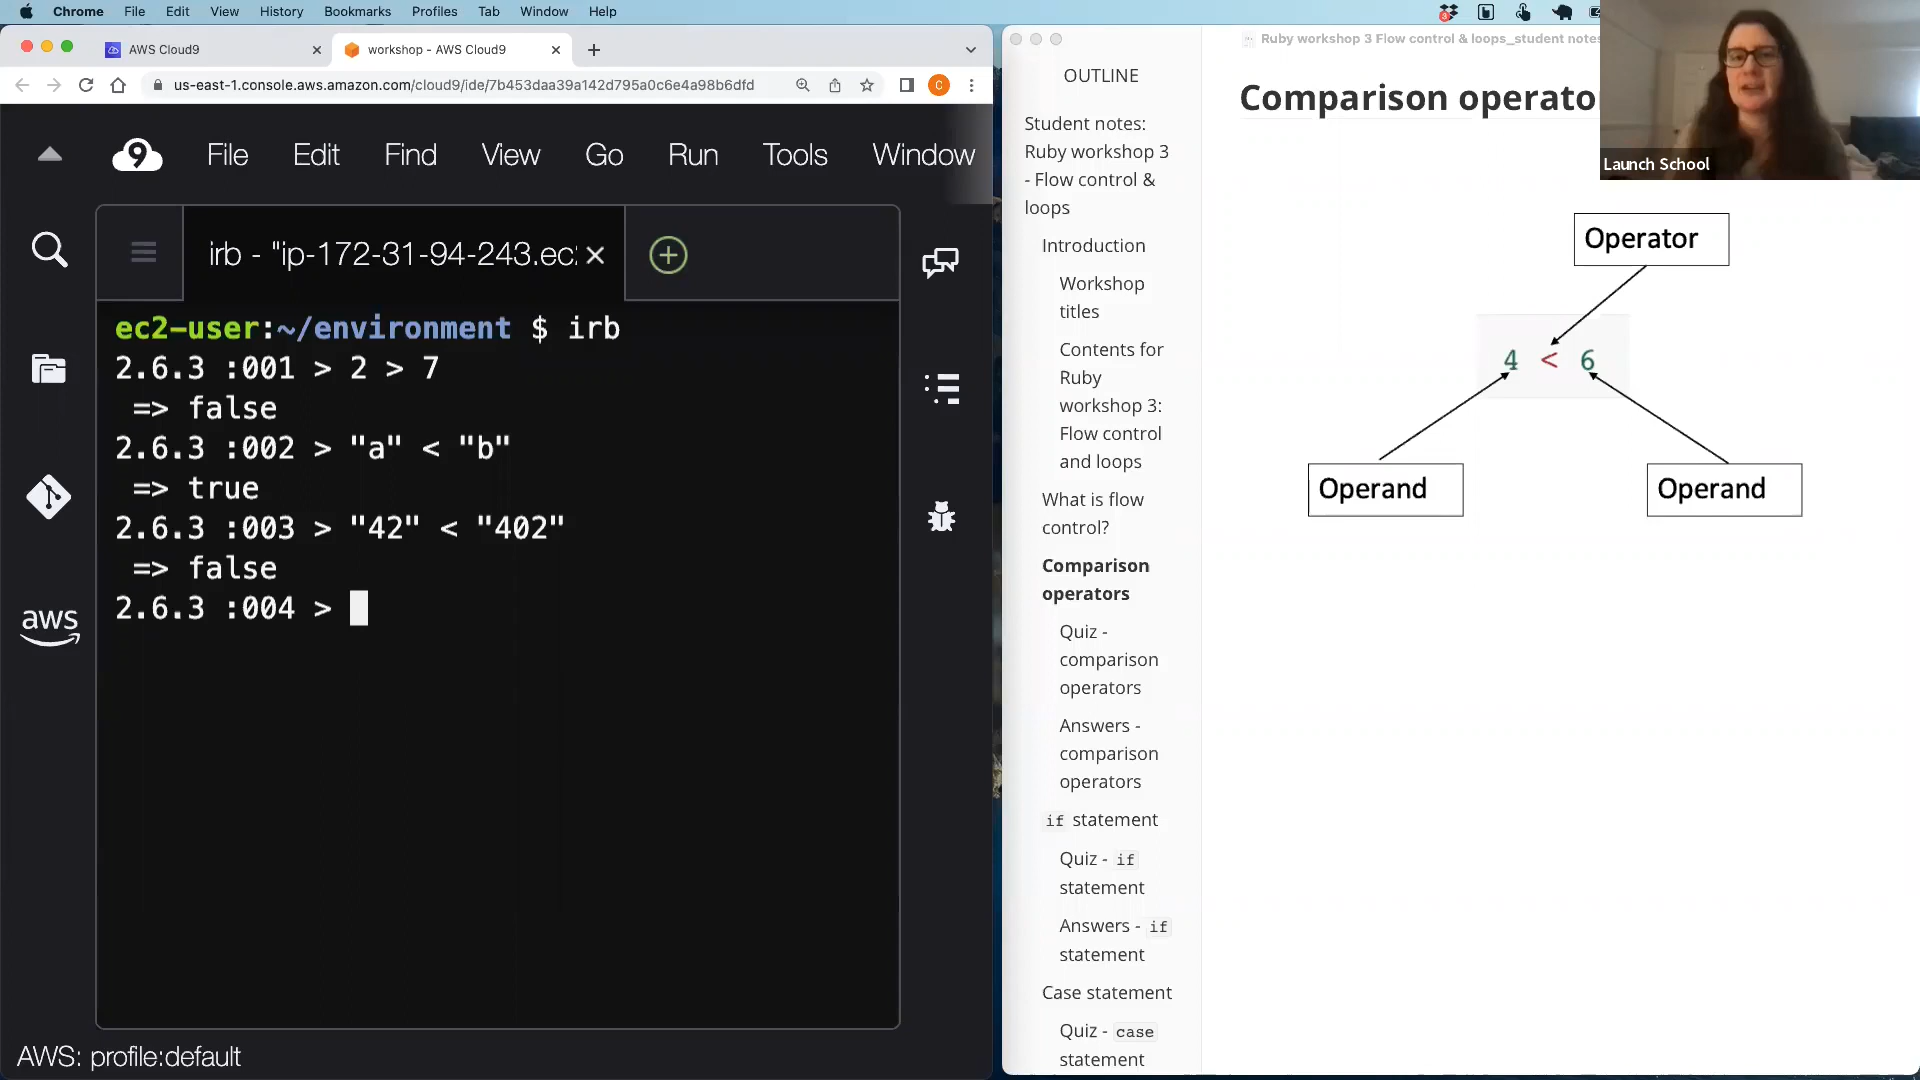 Chrome File Edit View History Bookmarks Profiles Tab Window Help
3
AWS Cloud9
workshop - AWS Cloud9
us-east-1.console.aws.amazon.com/cloud9/ide/7b453daa39a142d795a0c6e4a98b6dfd
C
9 File Edit Find View Go Run Tools Window
irb - "ip-172-31-94-243.ec
ec2-user:~/environment $ irb
2.6.3 :001 > 2 > 7
=> false
2.6.3 :002 > "a" < "b"
=> true
2.6.3 :003 > "42" < "402"
=> false
2.6.3 :004 >
aws
AWS: profile:default
Ruby workshop 3 Flow control & loops_student notes
OUTLINE
Student notes:
Ruby workshop 3
- Flow control &
loops
Introduction
Workshop
titles
Contents for
Ruby
workshop 3:
Flow control
and loops
What is flow
control?
Comparison
operators
Quiz -
comparison
operators
Answers -
comparison
operators
if statement
Quiz - if
statement
Answers - if
statement
Case statement
Quiz - case
statement
Comparison operato
Launch School
Operator
4 < 6
Operand
Operand